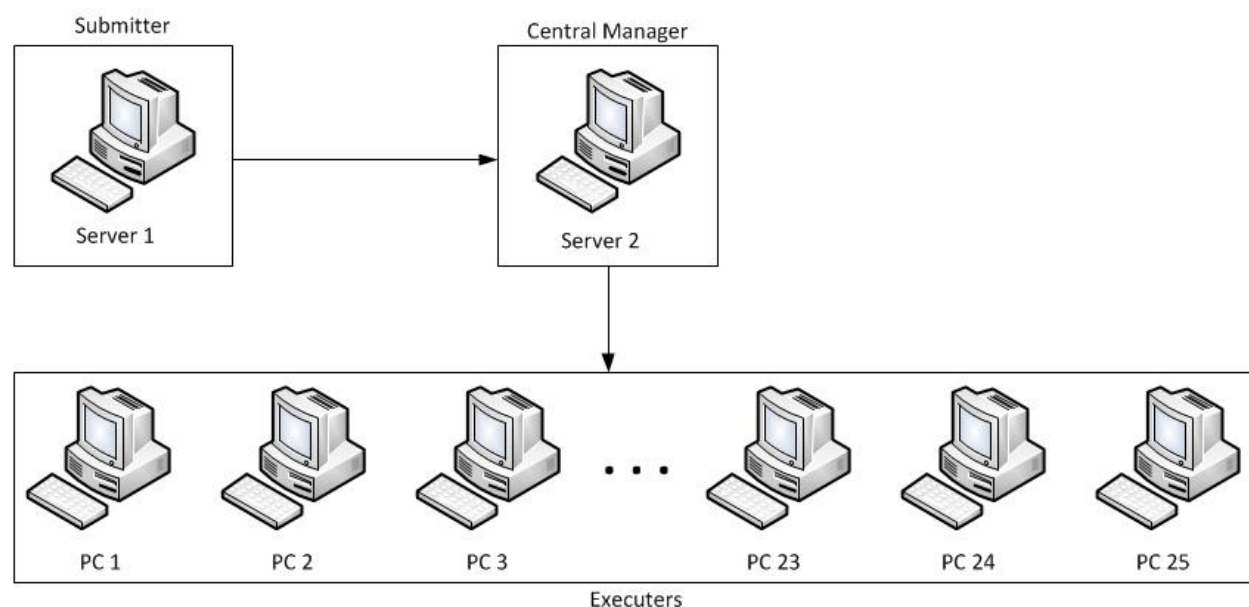 Submitter
Central Manager
Server 1
Server 2
PC 1
PC 2
PC 3
. . .
PC 23
PC 24
PC 25
Executers